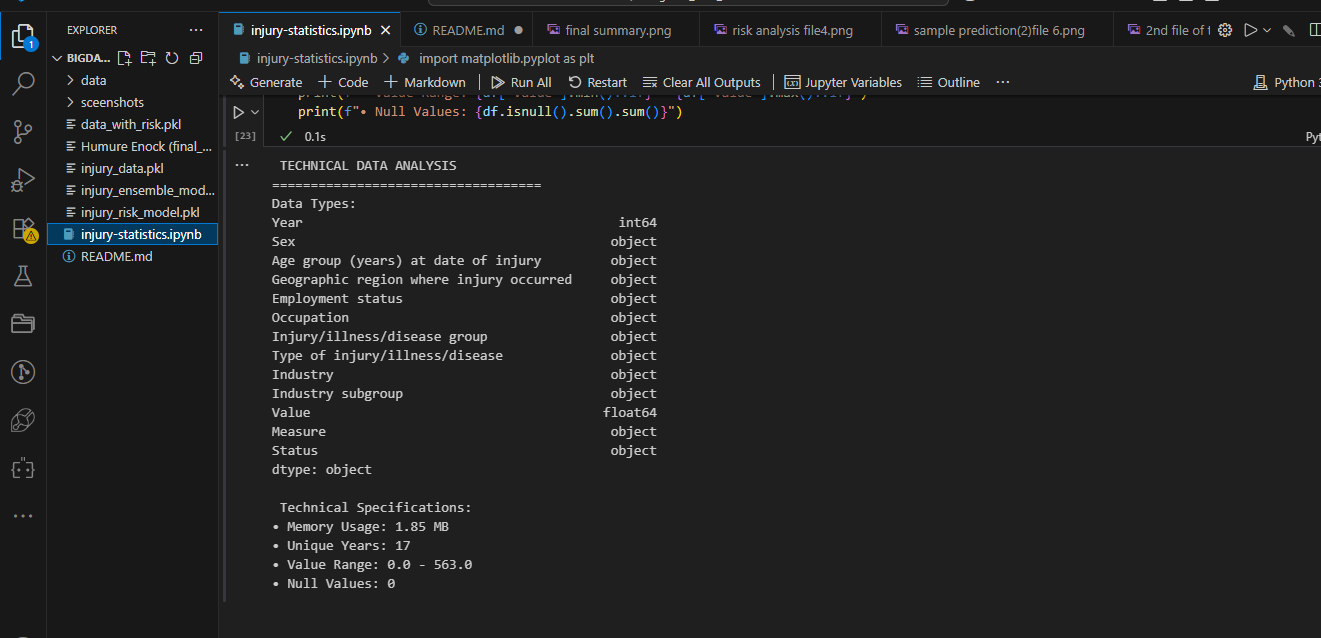 EXPLORER
1
BIGDA...
data
sceenshots
data_with_risk.pkl
Humure Enock (final_...
injury_data.pkl
injury_ensemble_mod...
injury_risk_model.pkl
injury-statistics.ipynb
README.md
injury-statistics.ipynb
README.md
final summary.png
risk analysis file4.png
sample prediction(2)file 6.png
2nd file of t
injury-statistics.ipynb > import matplotlib.pyplot as plt
Generate + Code + Markdown Run All Restart Clear All Outputs Jupyter Variables Outline ... Python 3
print(f"• Null Values: {df.isnull().sum().sum()}")
[23] ✓ 0.1s
Pyt
... TECHNICAL DATA ANALYSIS
===================================
Data Types:
Year int64
Sex object
Age group (years) at date of injury object
Geographic region where injury occurred object
Employment status object
Occupation object
Injury/illness/disease group object
Type of injury/illness/disease object
Industry object
Industry subgroup object
Value float64
Measure object
Status object
dtype: object
Technical Specifications:
• Memory Usage: 1.85 MB
• Unique Years: 17
• Value Range: 0.0 - 563.0
• Null Values: 0